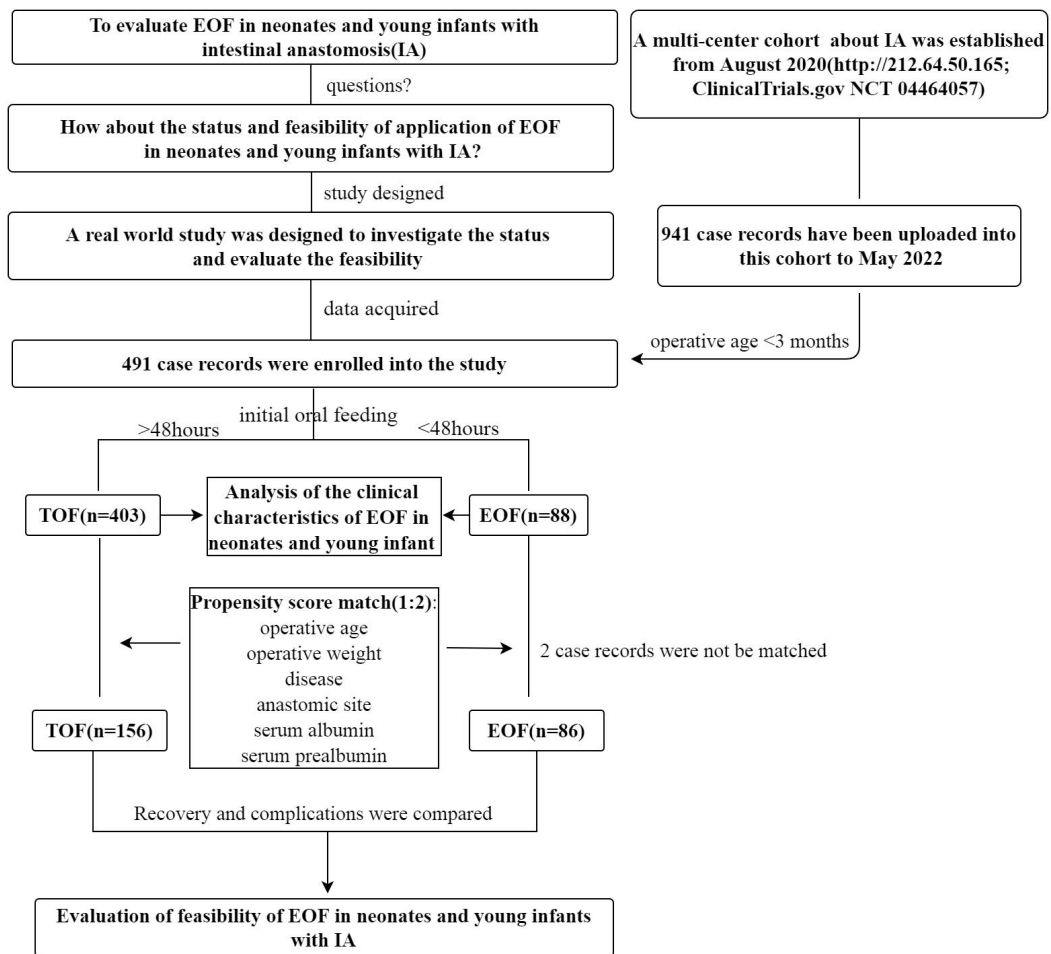 To evaluate EOF in neonates and young infants with
intestinal anastomosis(IA)
questions?
How about the status and feasibility of application of EOF
in neonates and young infants with IA?
study designed
A real world study was designed to investigate the status
and evaluate the feasibility
data acquired
A multi-center cohort about IA was established
from August 2020(http://212.64.50.165;
ClinicalTrials.gov NCT 04464057)
941 case records have been uploaded into
this cohort to May 2022
operative age <3 months
491 case records were enrolled into the study
initial oral feeding
>48hours
<48hours
TOF(n=403)
Analysis of the clinical
characteristics of EOF in
neonates and young infant
EOF(n=88)
Propensity score match(1:2):
operative age
operative weight
disease
anastomic site
serum albumin
serum prealbumin
2 case records were not be matched
TOF(n=156)
EOF(n=86)
Recovery and complications were compared
Evaluation of feasibility of EOF in neonates and young infants
with IA